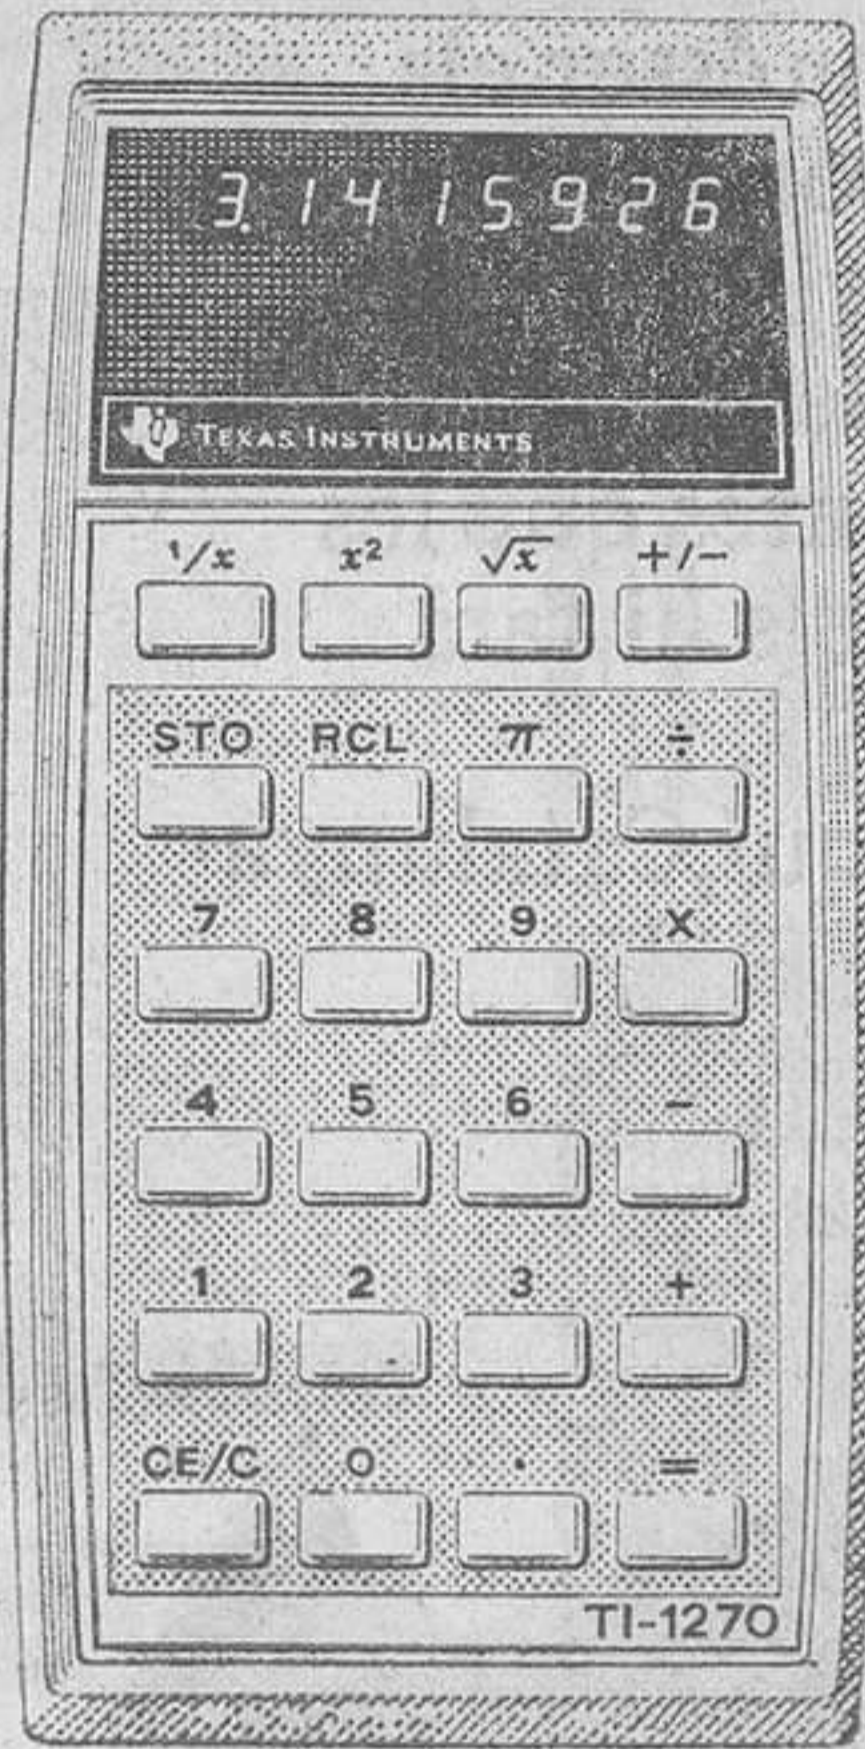 3.1415926
TEXAS INSTRUMENTS
1/x x² √x +/−
STO RCL π ÷
7 8 9 X
4 5 6 −
1 2 3 +
CE/C 0 . =
TI-1270